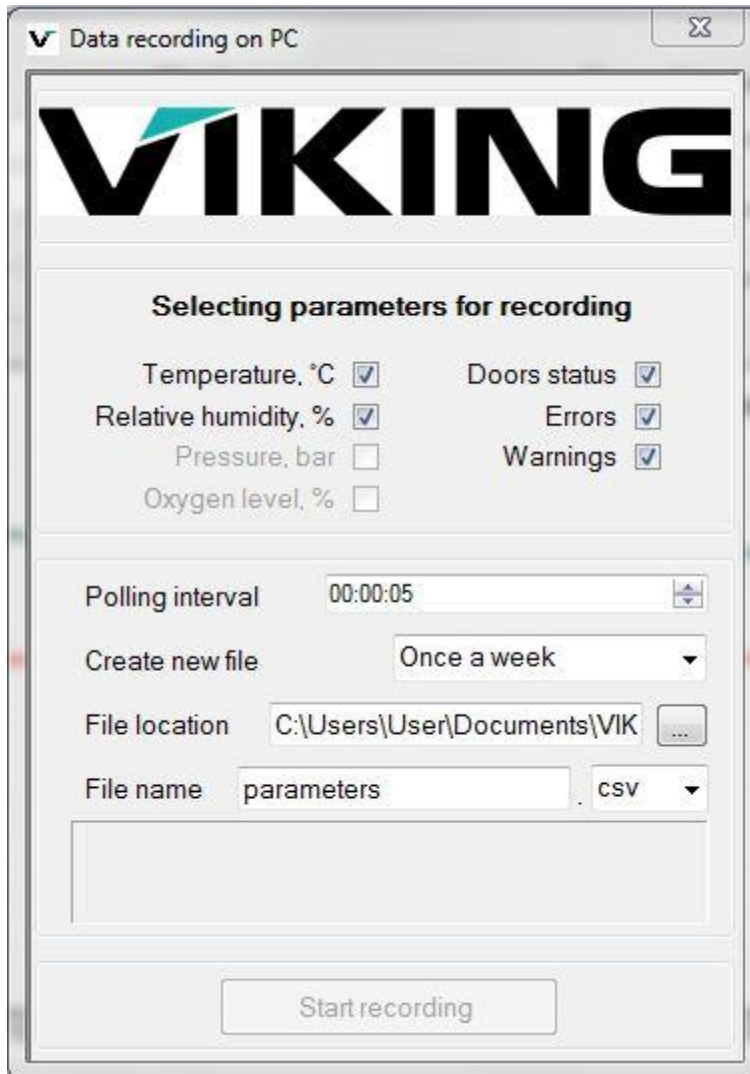 Data recording on PC
VIKING
Selecting parameters for recording
Temperature, °C
Doors status
Relative humidity, %
Errors
Pressure, bar
Warnings
Oxygen level, %
Polling interval 00:00:05
Create new file Once a week
File location C:\Users\User\Documents\VIK ...
File name parameters . csv
Start recording